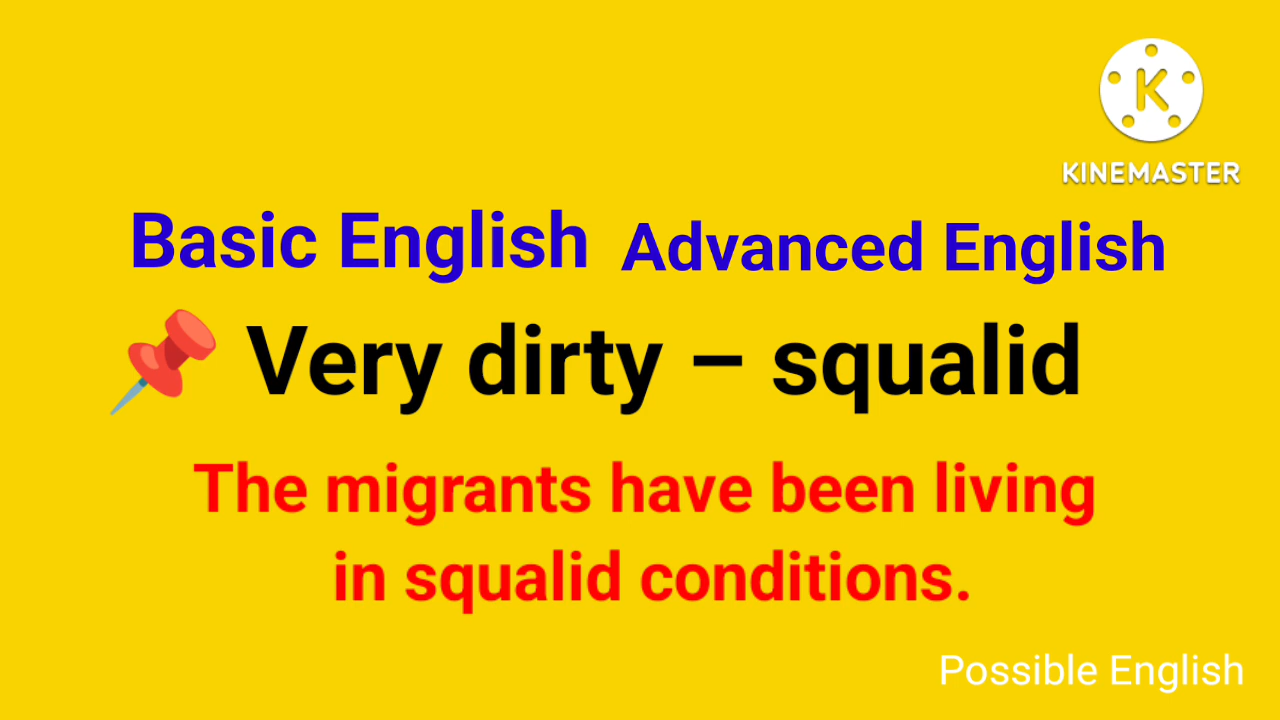 K
KINEMASTER
Basic English Advanced English
📌 Very dirty – squalid
The migrants have been living
in squalid conditions.
Possible English